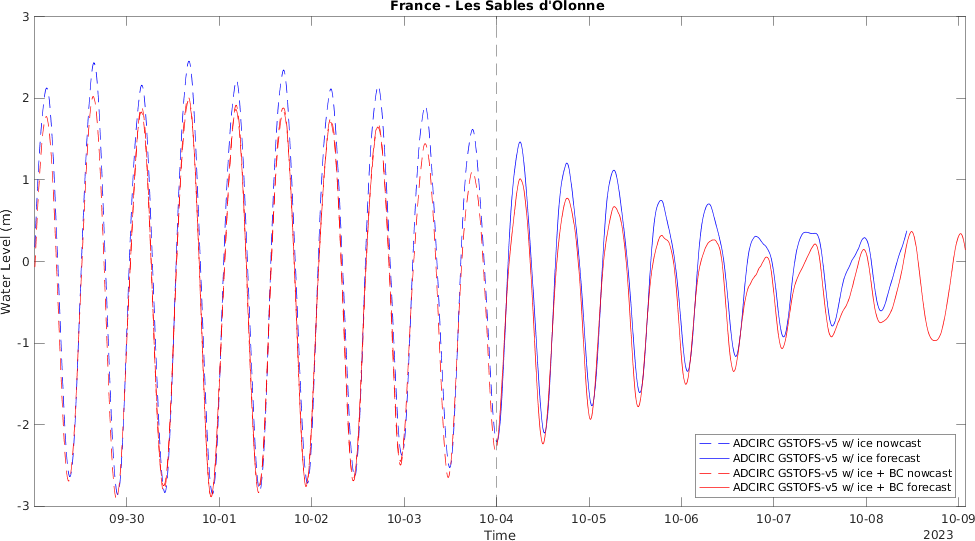 France - Les Sables d'Olonne
3
2
1
0
-1
-2
-3
Water Level (m)
ADCIRC GSTOFS-v5 w/ ice nowcast
ADCIRC GSTOFS-v5 w/ ice forecast
ADCIRC GSTOFS-v5 w/ ice + BC nowcast
ADCIRC GSTOFS-v5 w/ ice + BC forecast
09-30 10-01 10-02 10-03 10-04 10-05 10-06 10-07 10-08 10-09
Time
2023